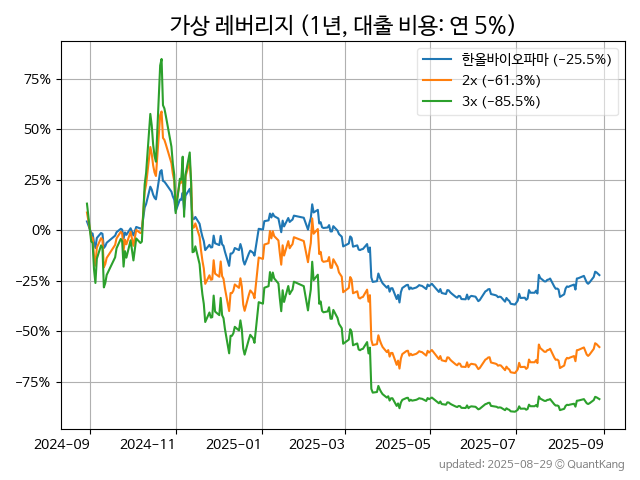 가상 레버리지 (1년, 대출 비용: 연 5%)
한올바이오파마 (-25.5%)
2x (-61.3%)
3x (-85.5%)
75%
50%
25%
0%
−25%
−50%
−75%
2024-09 2024-11 2025-01 2025-03 2025-05 2025-07 2025-09
updated: 2025-08-29 © QuantKang